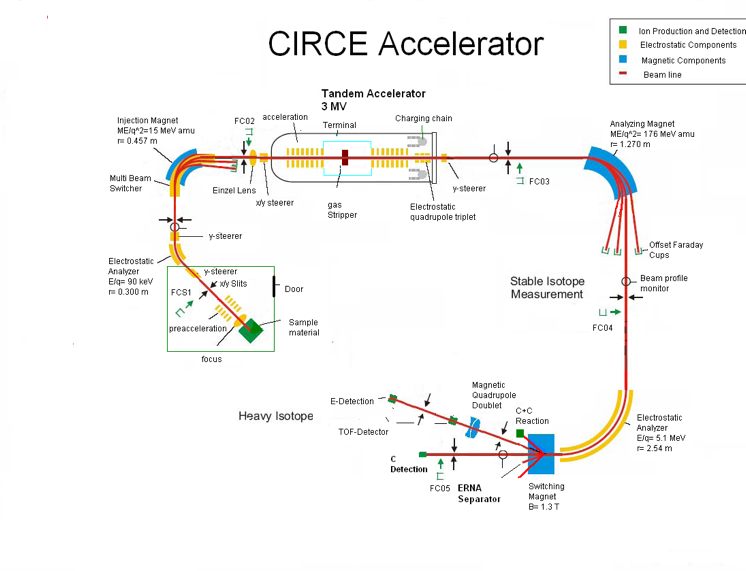 CIRCE Accelerator
Ion Production and Detection
Electrostatic Components
Magnetic Components
Beam line
Tandem Accelerator
3 MV
Injection Magnet
ME/q^2=15 MeV amu
r= 0.457 m
FC02
acceleration
Terminal
Charging chain
Analyzing Magnet
ME/q^2= 176 MeV amu
r= 1.270 m
Multi Beam
Switcher
Einzel Lens
x/y steerer
gas
Stripper
Electrostatic
quadrupole triplet
y-steerer
FC03
y-steerer
Offset Faraday
Cups
Electrostatic
Analyzer
E/q= 90 keV
r= 0.300 m
y-steerer
x/y Slits
FCS1
Door
Stable Isotope
Measurement
Beam profile
monitor
preacceleration
Sample
material
FC04
focus
E-Detection
Magnetic
Quadrupole
Doublet
Heavy Isotope
TOF-Detector
C+C
Reaction
Electrostatic
Analyzer
E/q= 5.1 MeV
r= 2.54 m
C
Detection
FC05
ERNA
Separator
Switching
Magnet
B= 1.3 T